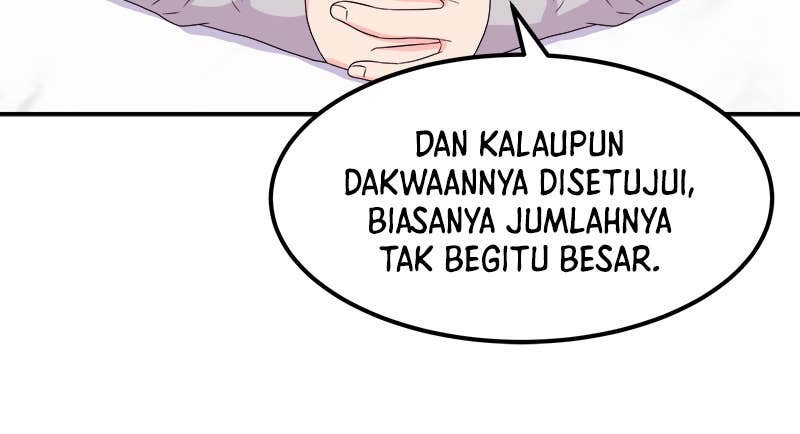 DAN KALAUPUN
DAKWAANNYA DISETUJUI,
BIASANYA JUMLAHNYA
TAK BEGITU BESAR.